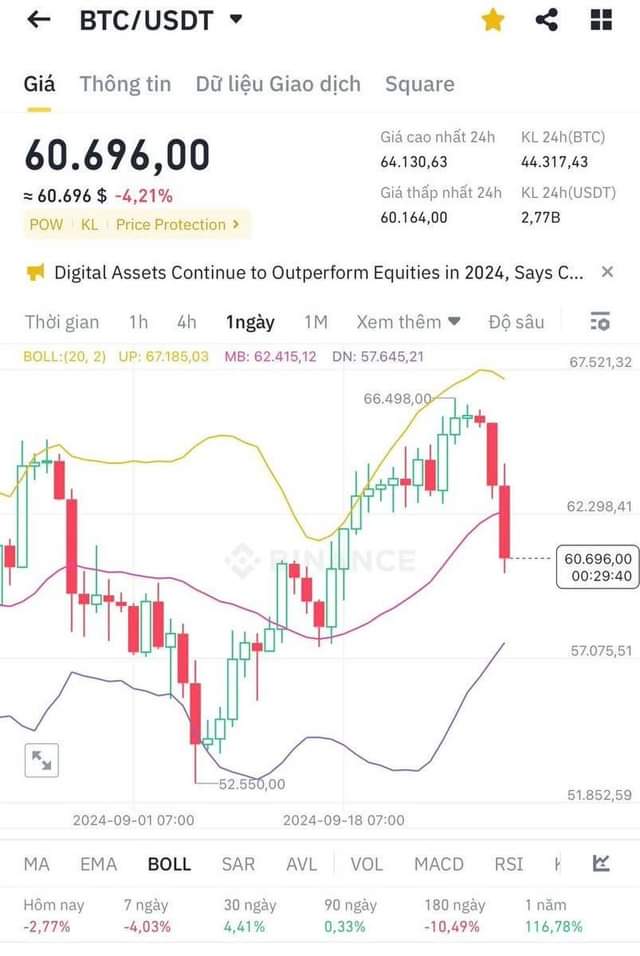 BTC/USDT
Giá Thông tin Dữ liệu Giao dịch Square
60.696,00
≈ 60.696 $ -4,21%
POW KL Price Protection
Giá cao nhất 24h KL 24h(BTC)
64.130,63 44.317,43
Giá thấp nhất 24h KL 24h(USDT)
60.164,00 2,77B
Digital Assets Continue to Outperform Equities in 2024, Says C...
Thời gian 1h 4h 1ngày 1M Xem thêm Độ sâu
BOLL:(20, 2) UP: 67.185,03 MB: 62.415,12 DN: 57.645,21
67.521,32
66.498,00
62.298,41
BINANCE
60.696,00
00:29:40
57.075,51
52.550,00
51.852,59
2024-09-01 07:00 2024-09-18 07:00
MA EMA BOLL SAR AVL VOL MACD RSI
Hôm nay 7 ngày 30 ngày 90 ngày 180 ngày 1 năm
-2,77% -4,03% 4,41% 0,33% -10,49% 116,78%